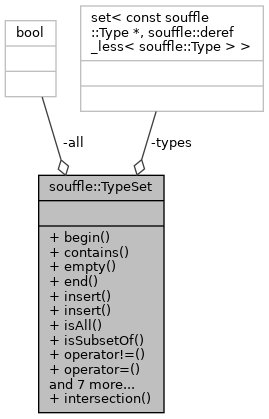 bool
set< const souffle
::Type *, souffle::deref
_less< souffle::Type > >
-all
-types
souffle::TypeSet
+ begin()
+ contains()
+ empty()
+ end()
+ insert()
+ insert()
+ isAll()
+ isSubsetOf()
+ operator!=()
+ operator=()
and 7 more...
+ intersection()